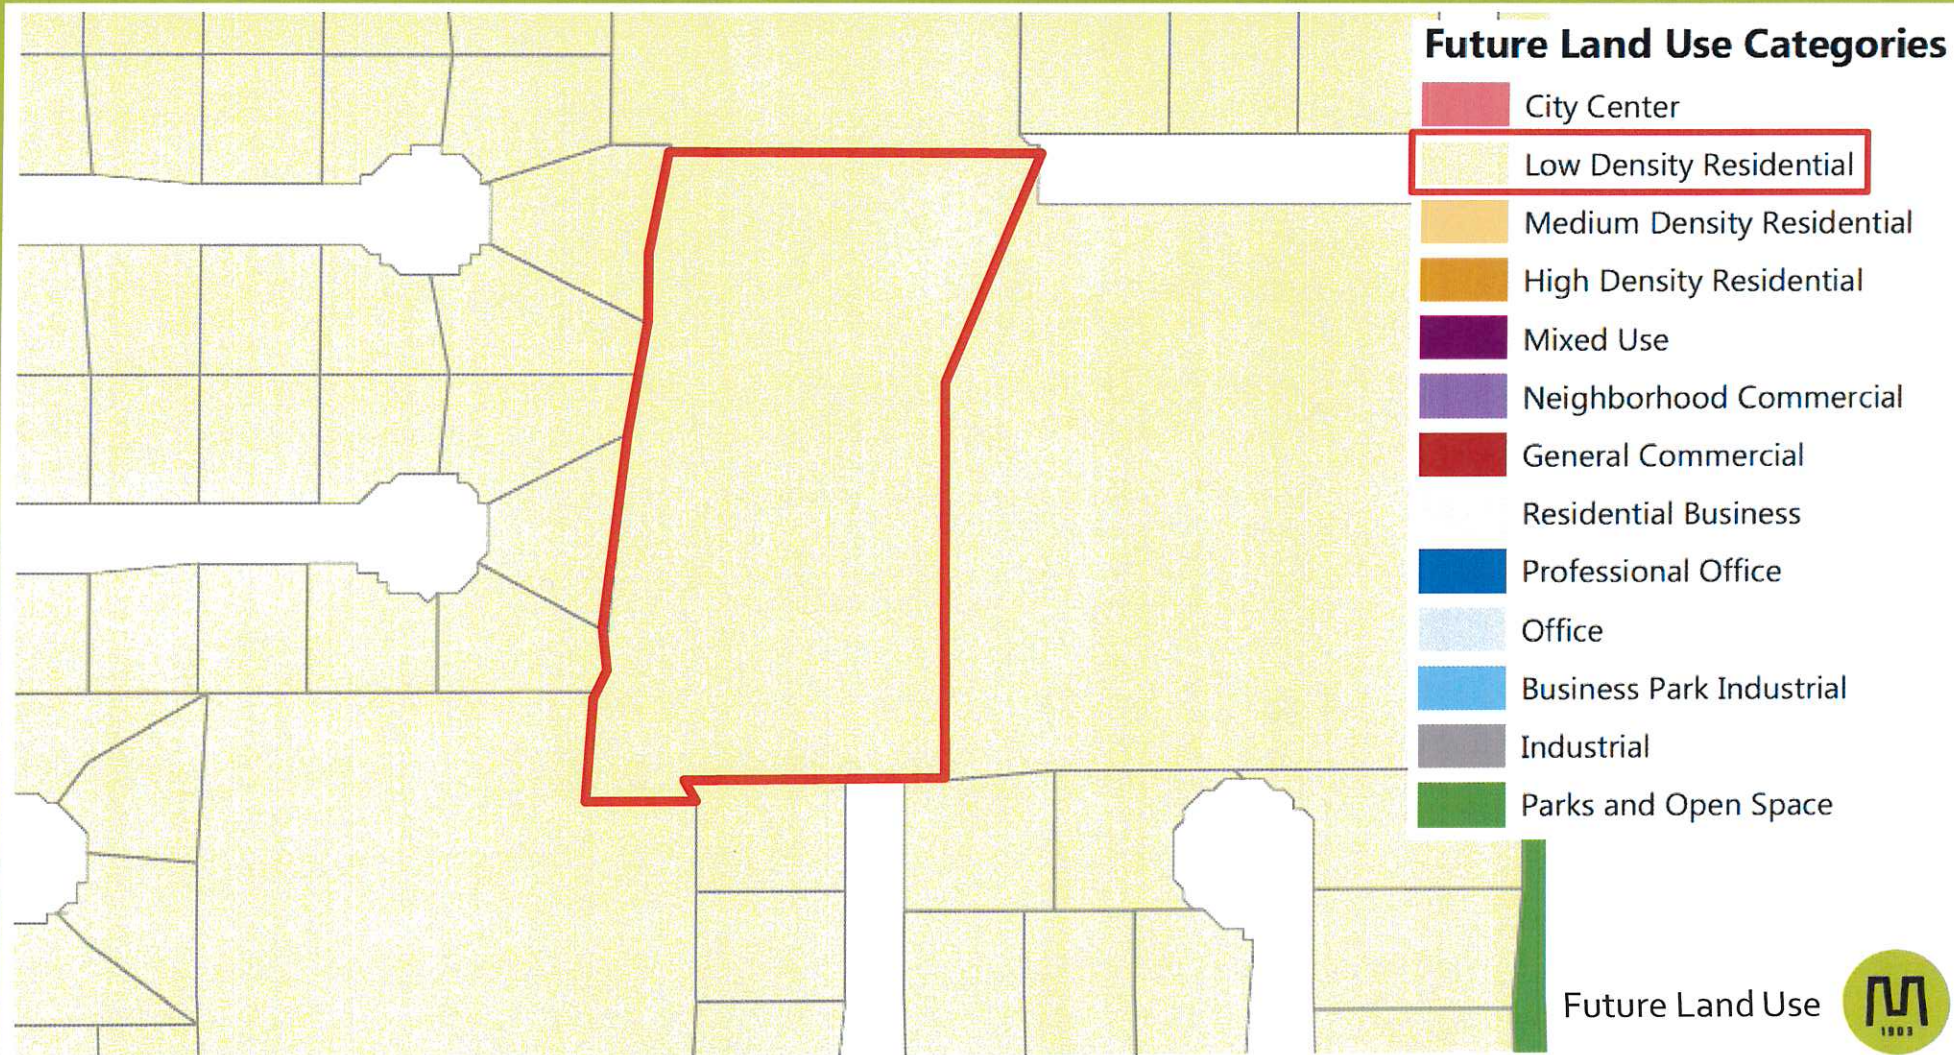 Future Land Use Categories
City Center
Low Density Residential
Medium Density Residential
High Density Residential
Mixed Use
Neighborhood Commercial
General Commercial
Residential Business
Professional Office
Office
Business Park Industrial
Industrial
Parks and Open Space
Future Land Use
M
1903